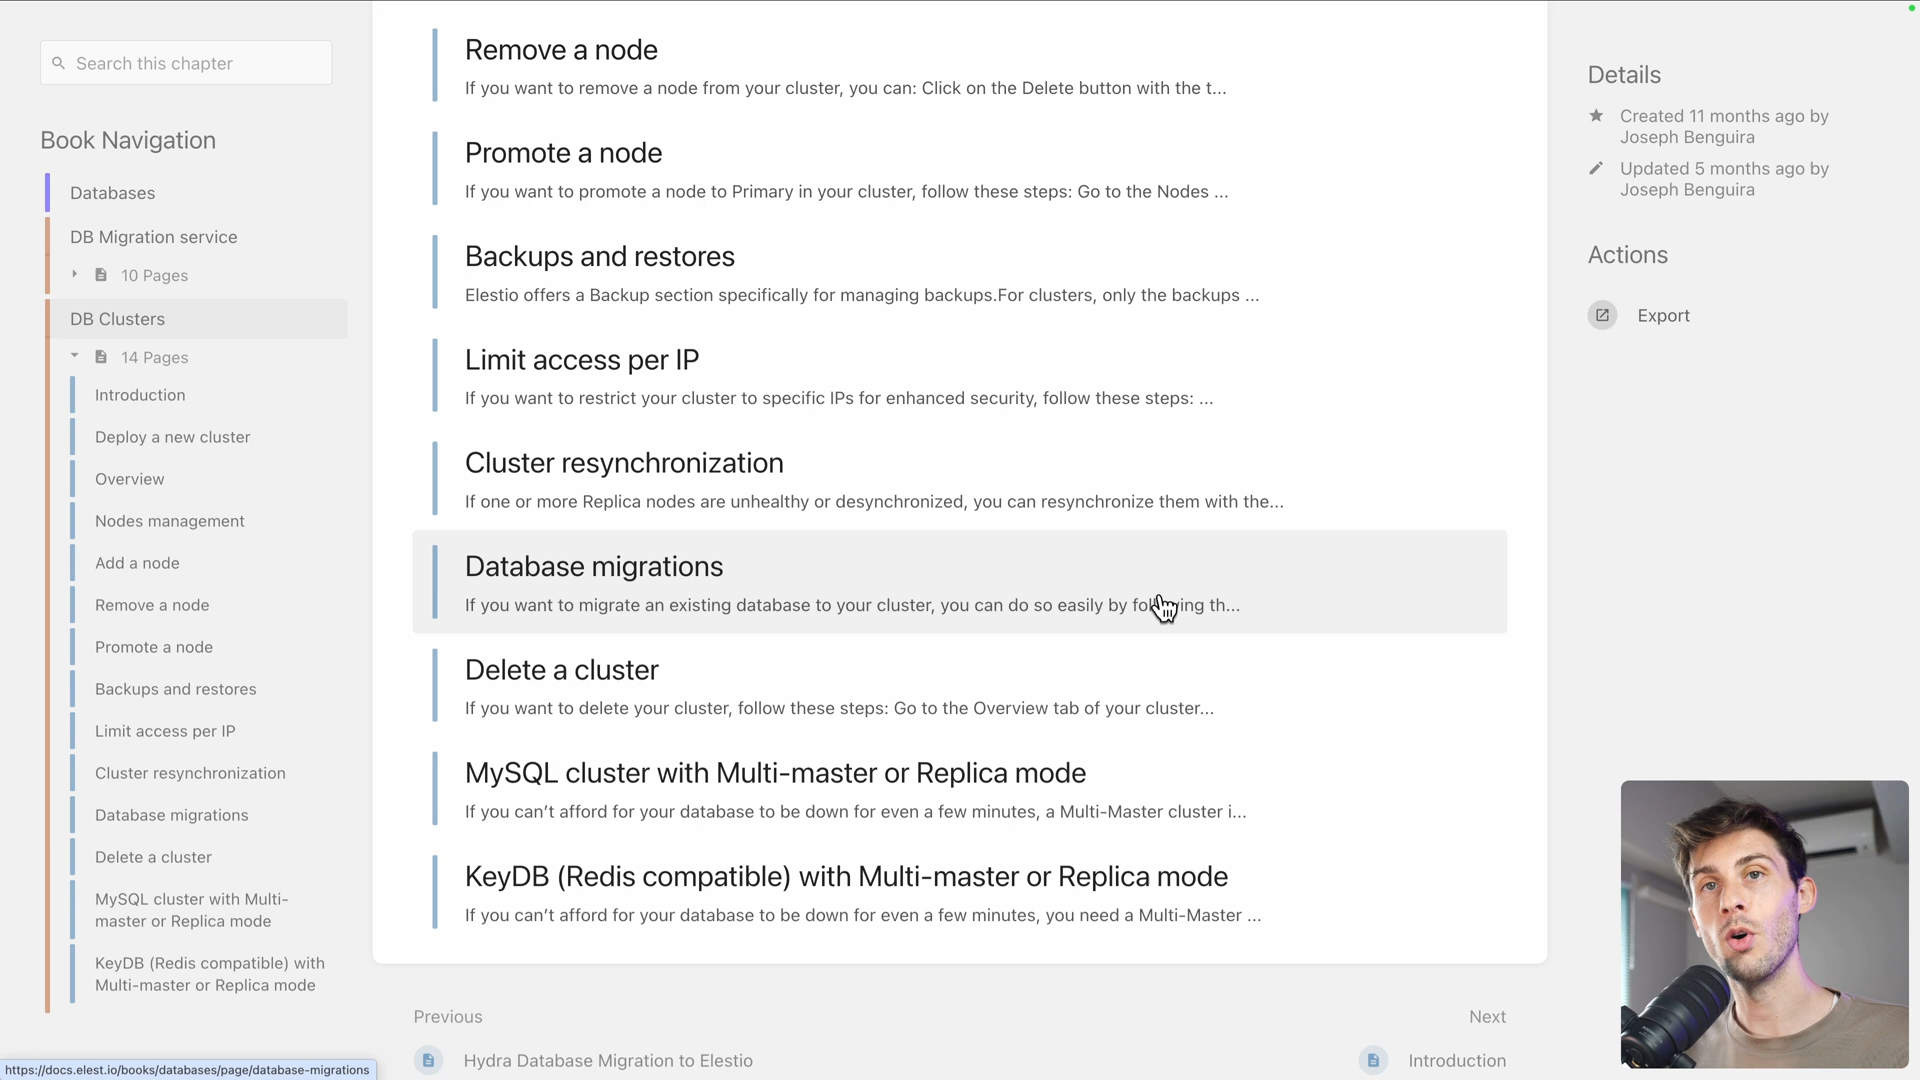 Search this chapter
Book Navigation
Databases
DB Migration service
10 Pages
DB Clusters
14 Pages
Introduction
Deploy a new cluster
Overview
Nodes management
Add a node
Remove a node
Promote a node
Backups and restores
Limit access per IP
Cluster resynchronization
Database migrations
Delete a cluster
MySQL cluster with Multi-
master or Replica mode
KeyDB (Redis compatible) with
Multi-master or Replica mode
Remove a node
If you want to remove a node from your cluster, you can: Click on the Delete button with the t...
Promote a node
If you want to promote a node to Primary in your cluster, follow these steps: Go to the Nodes ...
Backups and restores
Elestio offers a Backup section specifically for managing backups.For clusters, only the backups ...
Limit access per IP
If you want to restrict your cluster to specific IPs for enhanced security, follow these steps: ...
Cluster resynchronization
If one or more Replica nodes are unhealthy or desynchronized, you can resynchronize them with the...
Database migrations
If you want to migrate an existing database to your cluster, you can do so easily by following th...
Delete a cluster
If you want to delete your cluster, follow these steps: Go to the Overview tab of your cluster...
MySQL cluster with Multi-master or Replica mode
If you can't afford for your database to be down for even a few minutes, a Multi-Master cluster i...
KeyDB (Redis compatible) with Multi-master or Replica mode
If you can't afford for your database to be down for even a few minutes, you need a Multi-Master ...
Previous
Next
Hydra Database Migration to Elestio
Introduction
Details
Created 11 months ago by
Joseph Benguira
Updated 5 months ago by
Joseph Benguira
Actions
Export
https://docs.elest.io/books/databases/page/database-migrations